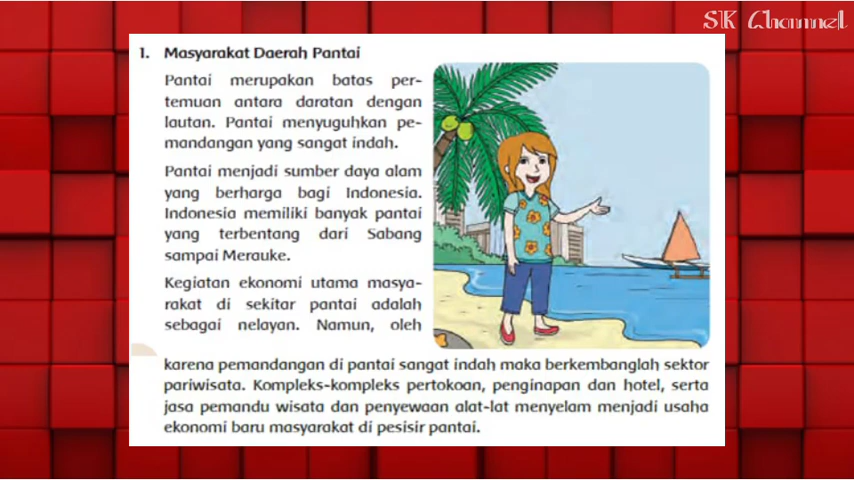 SK Channel
1. Masyarakat Daerah Pantai
Pantai merupakan batas per-
temuan antara daratan dengan
lautan. Pantai menyuguhkan pe-
mandangan yang sangat indah.
Pantai menjadi sumber daya alam
yang berharga bagi Indonesia.
Indonesia memiliki banyak pantai
yang terbentang dari Sabang
sampai Merauke.
Kegiatan ekonomi utama masya-
rakat di sekitar pantai adalah
sebagai nelayan. Namun, oleh
karena pemandangan di pantai sangat indah maka berkembanglah sektor
pariwisata. Kompleks-kompleks pertokoan, penginapan dan hotel, serta
jasa pemandu wisata dan penyewaan alat-lat menyelam menjadi usaha
ekonomi baru masyarakat di pesisir pantai.